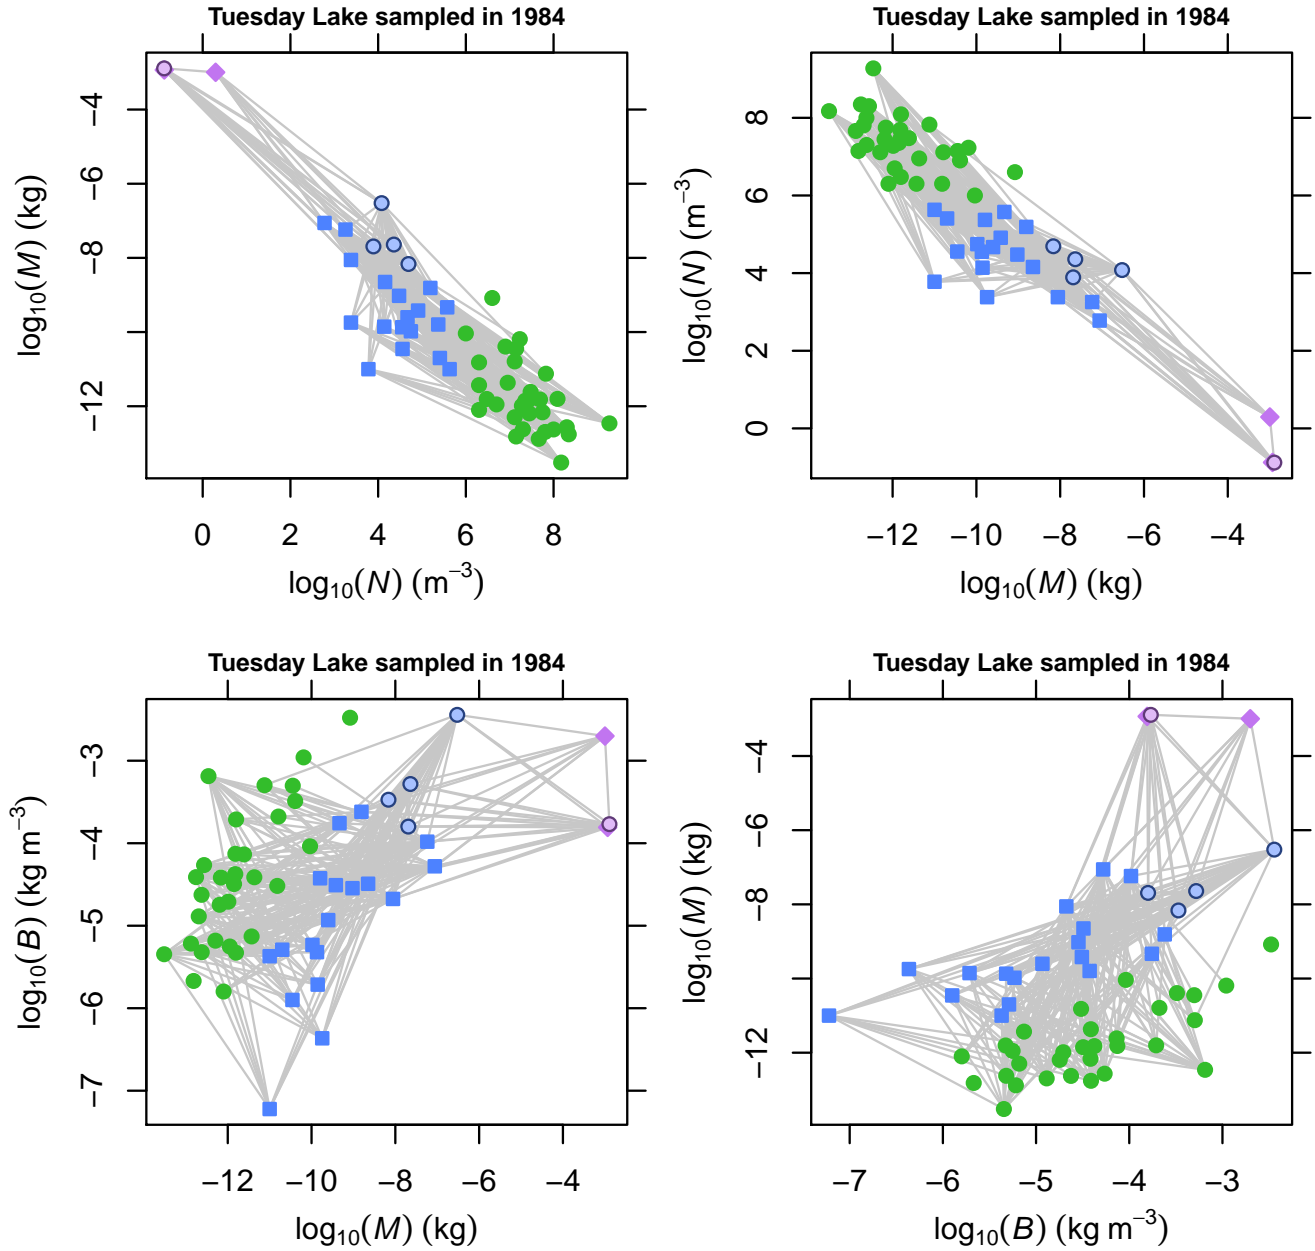 Tuesday Lake sampled in 1984
−4
−6
−8
−12
log₁₀(M) (kg)
0 2 4 6 8
log₁₀(N) (m⁻³)
Tuesday Lake sampled in 1984
8
6
4
2
0
log₁₀(N) (m⁻³)
−12 −10 −8 −6 −4
log₁₀(M) (kg)
Tuesday Lake sampled in 1984
−3
−4
−5
−6
−7
log₁₀(B) (kg m⁻³)
−12 −10 −8 −6 −4
log₁₀(M) (kg)
Tuesday Lake sampled in 1984
−4
−6
−8
−12
log₁₀(M) (kg)
−7 −6 −5 −4 −3
log₁₀(B) (kg m⁻³)